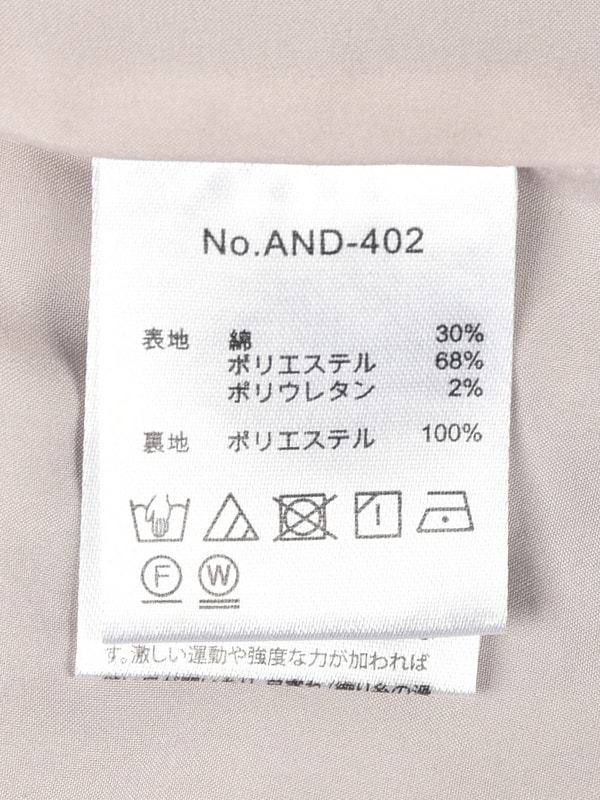 No.AND-402
表地 綿 30%
ポリエステル 68%
ポリウレタン 2%
裏地 ポリエステル 100%
F W
す。激しい運動や強度な力が加われば